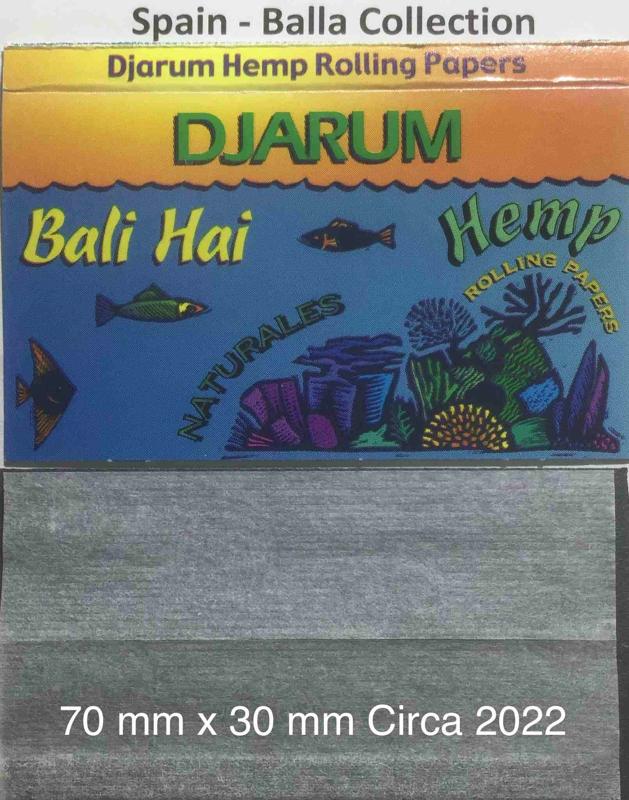 Spain - Balla Collection
Djarum Hemp Rolling Papers
DJARUM
Bali Hai
Hemp
ROLLING PAPERS
NATURALES
70 mm x 30 mm Circa 2022